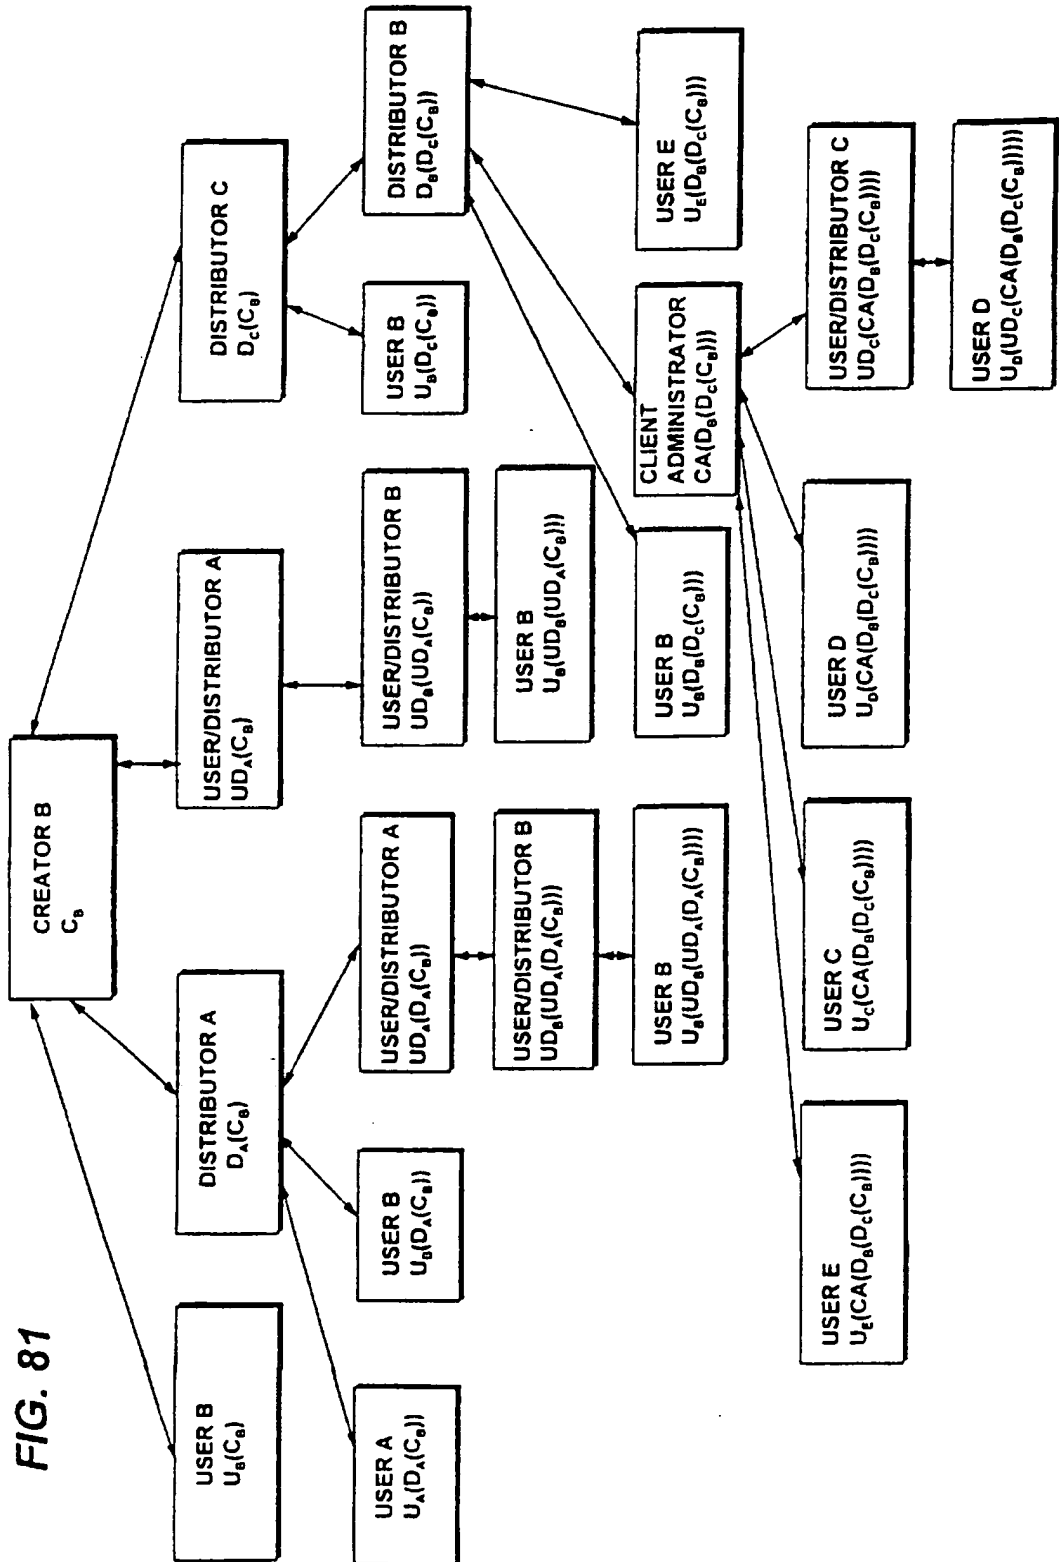 FIG. 81
CREATOR B
C_B
USER B
U_B(C_B)
DISTRIBUTOR A
D_A(C_B)
USER/DISTRIBUTOR A
UD_A(C_B)
DISTRIBUTOR C
D_C(C_B)
USER A
U_A(D_A(C_B))
USER B
U_B(D_A(C_B))
USER/DISTRIBUTOR A
UD_A(D_A(C_B))
USER/DISTRIBUTOR B
UD_B(UD_A(C_B))
USER B
U_B(D_C(C_B))
DISTRIBUTOR B
D_B(D_C(C_B))
USER/DISTRIBUTOR B
UD_B(UD_A(D_A(C_B)))
USER B
U_B(UD_B(UD_A(C_B)))
USER B
U_B(UD_B(UD_A(D_A(C_B))))
USER B
U_B(D_B(D_C(C_B)))
CLIENT
ADMINISTRATOR
CA(D_B(D_C(C_B)))
USER E
U_E(D_B(D_C(C_B)))
USER E
U_E(CA(D_B(D_C(C_B))))
USER C
U_C(CA(D_B(D_C(C_B))))
USER D
U_D(CA(D_B(D_C(C_B))))
USER/DISTRIBUTOR C
UD_C(CA(D_B(D_C(C_B))))
USER D
U_D(UD_C(CA(D_B(D_C(C_B)))))